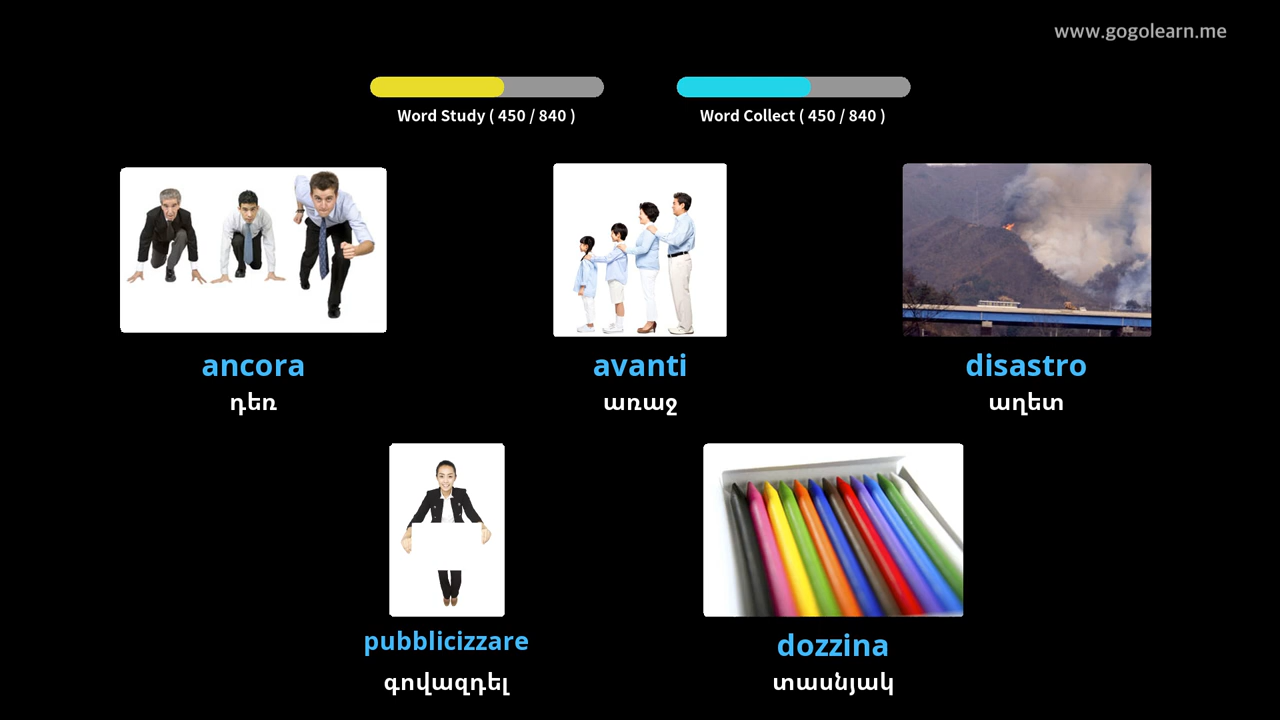 www.gogolearn.me
Word Study ( 450 / 840 )
Word Collect ( 450 / 840 )
ancora
դեռ
avanti
առաջ
disastro
աղետ
pubblicizzare
գովազդել
dozzina
տասնյակ